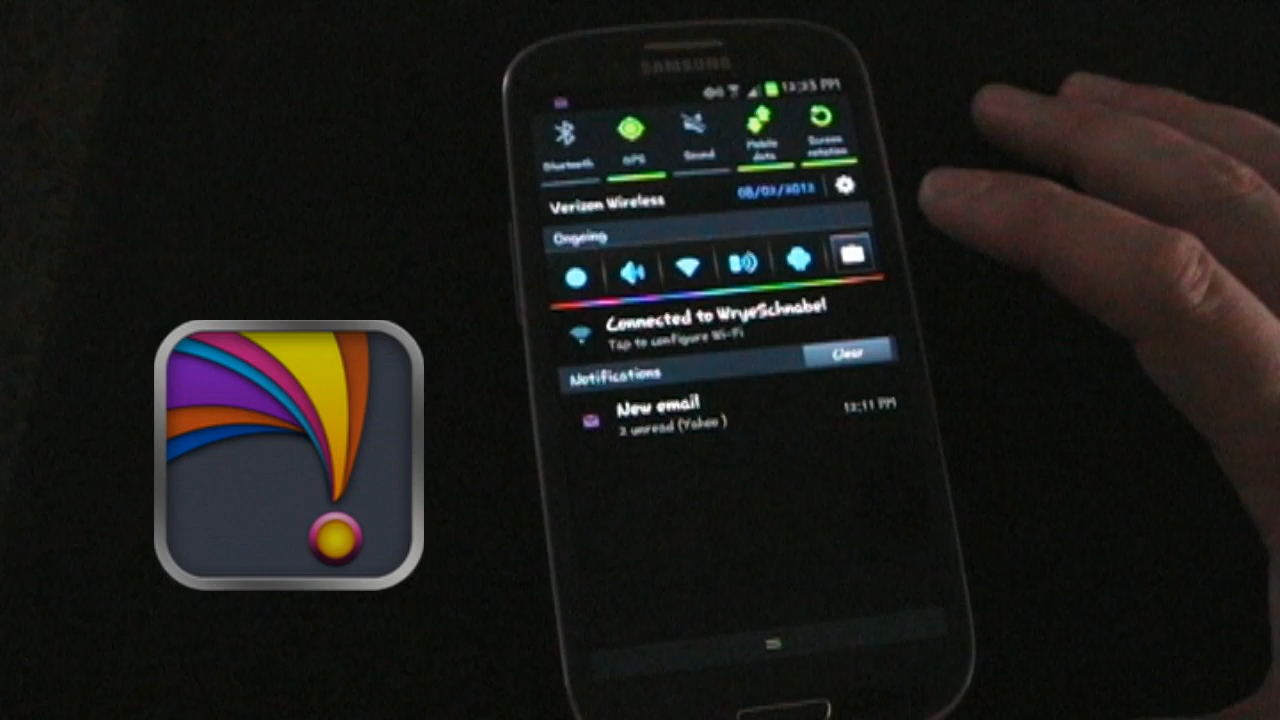 SAMSUNG
12:35 PM
Bluetooth GPS Sound Mobile data Screen rotation
Verizon Wireless 08/03/2013
Ongoing
Connected to WryeSchnabel
Tap to configure Wi-Fi
Notifications Clear
New email 12:11 PM
2 unread (Yahoo )